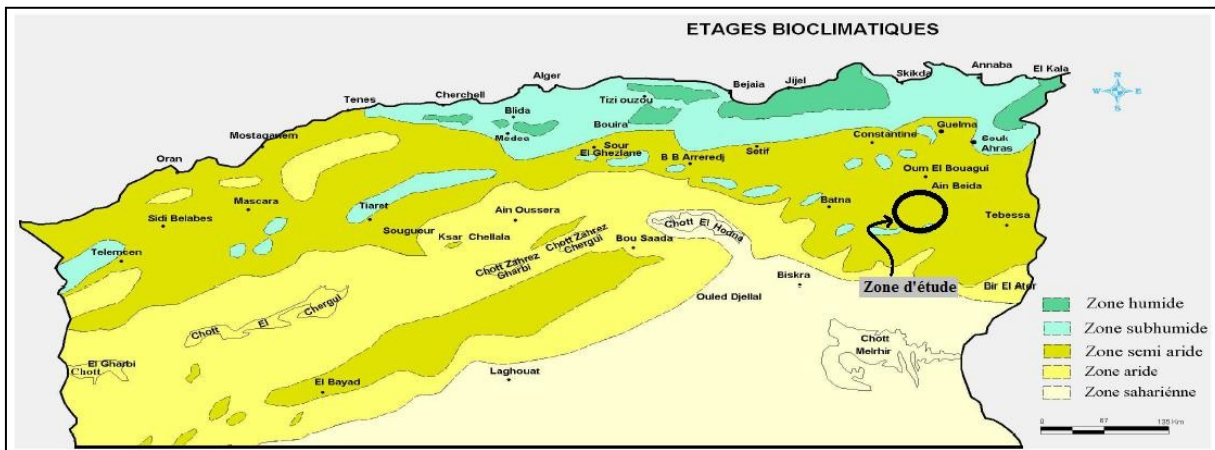 ETAGES BIOCLIMATIQUES
El Kala
Annaba
Skikda
Jijel
Bejaia
Alger
Tizi ouzou
Cherchell
Tenes
Blida
Medea
Bouira
Guelma
Constantine
Souk
Ahras
Mostaganem
Sour
El Ghezlane
Setif
B B Arreredj
Oran
Oum El Bouagui
Ain Beida
Mascara
Tiaret
Batna
Sidi Belabes
Ain Oussera
Tebessa
Sougueur
Chott El Hodna
Ksar Chellala
Chott Zahrez
Chergui
Bou Saada
Telemcen
Chott Zahrez
Gharbi
Biskra
Zone d'étude
Bir El Ater
Ouled Djellal
Chott El Chergui
Chott
Melrhir
El Gharbi
Chott
Laghouat
El Bayad
N
W E
S
Zone humide
Zone subhumide
Zone semi aride
Zone aride
Zone sahariénne
0 67 135 Km